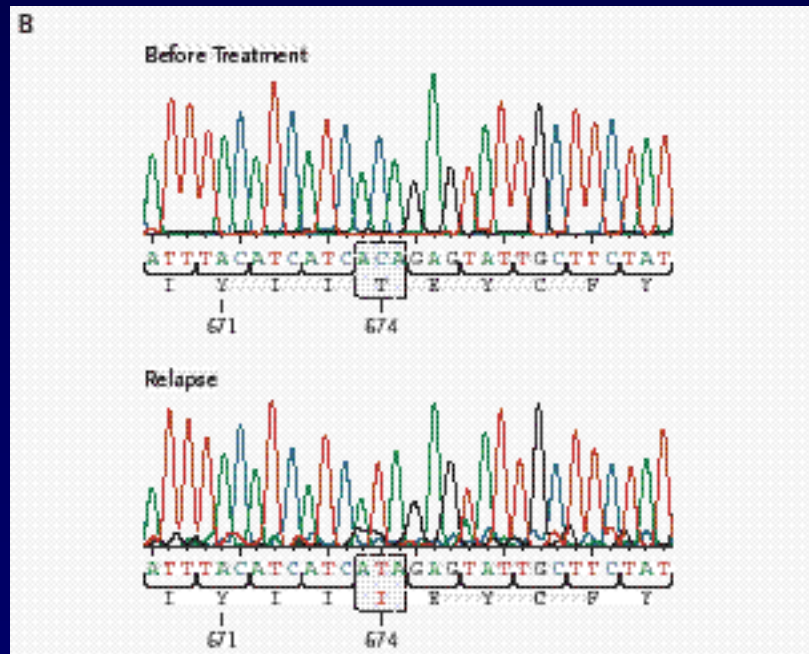 B
Before Treatment
ATTTACATCATCACAGAGTATTGCTTCTAT
I Y I I T E Y C F Y
671 674
Relapse
ATTTACATCATCATAGAGTATTGCTTCTAT
I Y I I I E Y C F Y
671 674